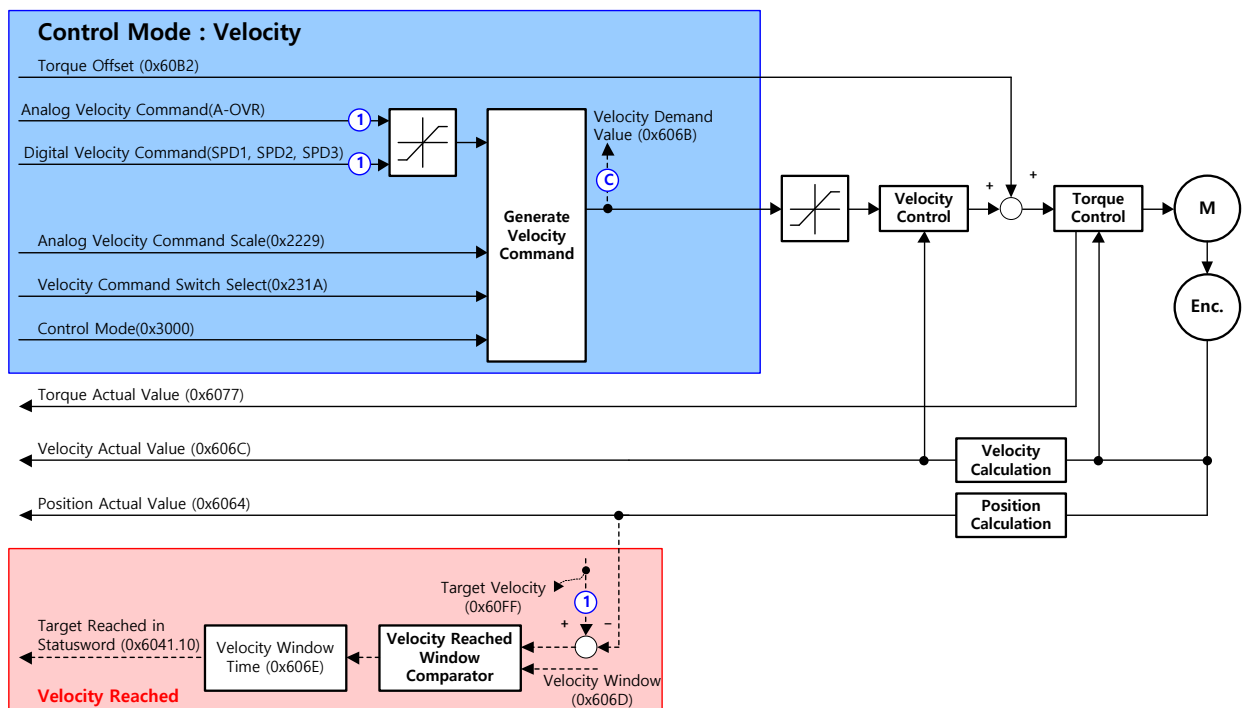 Control Mode : Velocity
Torque Offset (0x60B2)
Analog Velocity Command(A-OVR)
1
Digital Velocity Command(SPD1, SPD2, SPD3)
1
Velocity Demand
Value (0x606B)
C
Generate
Velocity
Command
Analog Velocity Command Scale(0x2229)
Velocity Command Switch Select(0x231A)
Control Mode(0x3000)
Velocity
Control
+
+
Torque
Control
M
Enc.
Torque Actual Value (0x6077)
Velocity Actual Value (0x606C)
Velocity
Calculation
Position Actual Value (0x6064)
Position
Calculation
Target Velocity
(0x60FF)
1
+
−
Target Reached in
Statusword (0x6041.10)
Velocity Window
Time (0x606E)
Velocity Reached
Window
Comparator
Velocity Window
(0x606D)
Velocity Reached